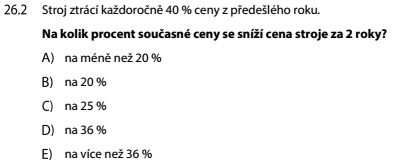 26.2 Stroj ztrácí každoročně 40 % ceny z předešlého roku.
Na kolik procent současné ceny se sníží cena stroje za 2 roky?
A) na méně než 20 %
B) na 20 %
C) na 25 %
D) na 36 %
E) na více než 36 %